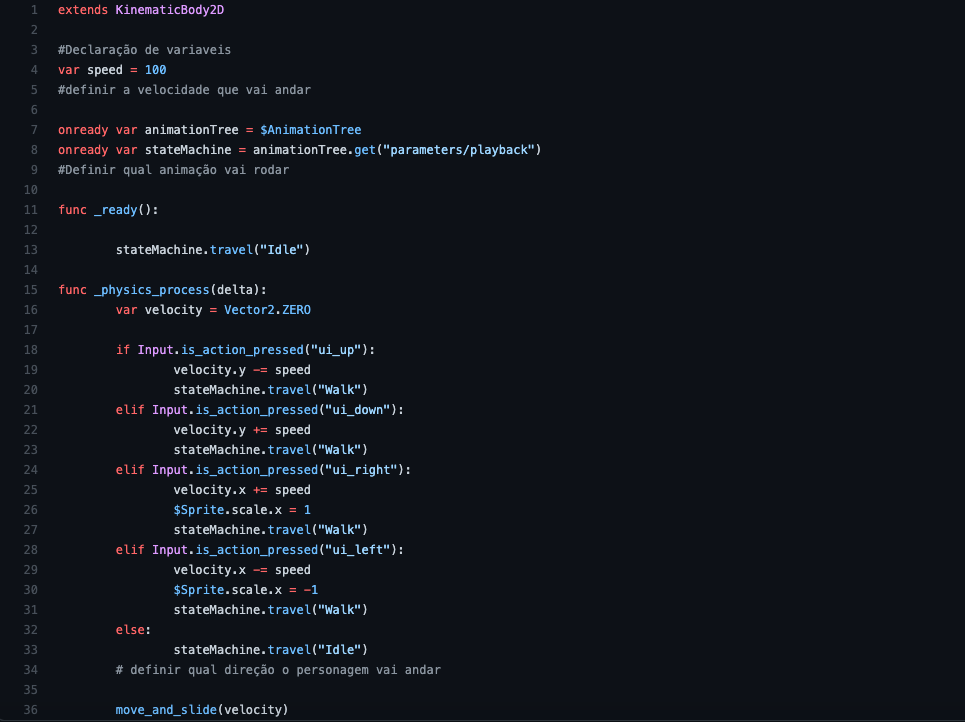 1 extends KinematicBody2D
2
3 #Declaração de variaveis
4 var speed = 100
5 #definir a velocidade que vai andar
6
7 onready var animationTree = $AnimationTree
8 onready var stateMachine = animationTree.get("parameters/playback")
9 #Definir qual animação vai rodar
10
11 func _ready():
12
13 		stateMachine.travel("Idle")
14
15 func _physics_process(delta):
16 		var velocity = Vector2.ZERO
17
18 		if Input.is_action_pressed("ui_up"):
19 			velocity.y -= speed
20 			stateMachine.travel("Walk")
21 		elif Input.is_action_pressed("ui_down"):
22 			velocity.y += speed
23 			stateMachine.travel("Walk")
24 		elif Input.is_action_pressed("ui_right"):
25 			velocity.x += speed
26 			$Sprite.scale.x = 1
27 			stateMachine.travel("Walk")
28 		elif Input.is_action_pressed("ui_left"):
29 			velocity.x -= speed
30 			$Sprite.scale.x = -1
31 			stateMachine.travel("Walk")
32 		else:
33 			stateMachine.travel("Idle")
34 		# definir qual direção o personagem vai andar
35
36 		move_and_slide(velocity)